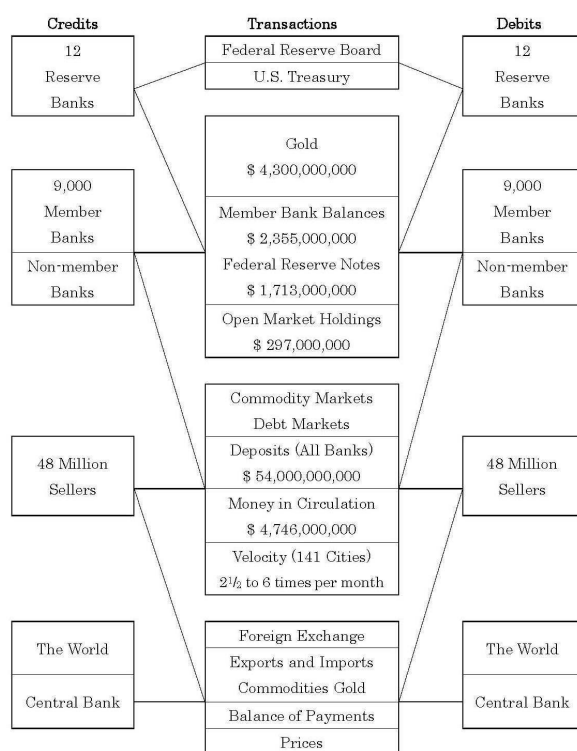 Credits
Transactions
Debits
12
Reserve
Banks
Federal Reserve Board
U.S. Treasury
12
Reserve
Banks
Gold
$ 4,300,000,000
9,000
Member
Banks
Non-member
Banks
Member Bank Balances
$ 2,355,000,000
Federal Reserve Notes
$ 1,713,000,000
Open Market Holdings
$ 297,000,000
9,000
Member
Banks
Non-member
Banks
48 Million
Sellers
Commodity Markets
Debt Markets
Deposits (All Banks)
$ 54,000,000,000
Money in Circulation
$ 4,746,000,000
Velocity (141 Cities)
2 1/2 to 6 times per month
48 Million
Sellers
The World
Central Bank
Foreign Exchange
Exports and Imports
Commodities Gold
Balance of Payments
Prices
The World
Central Bank